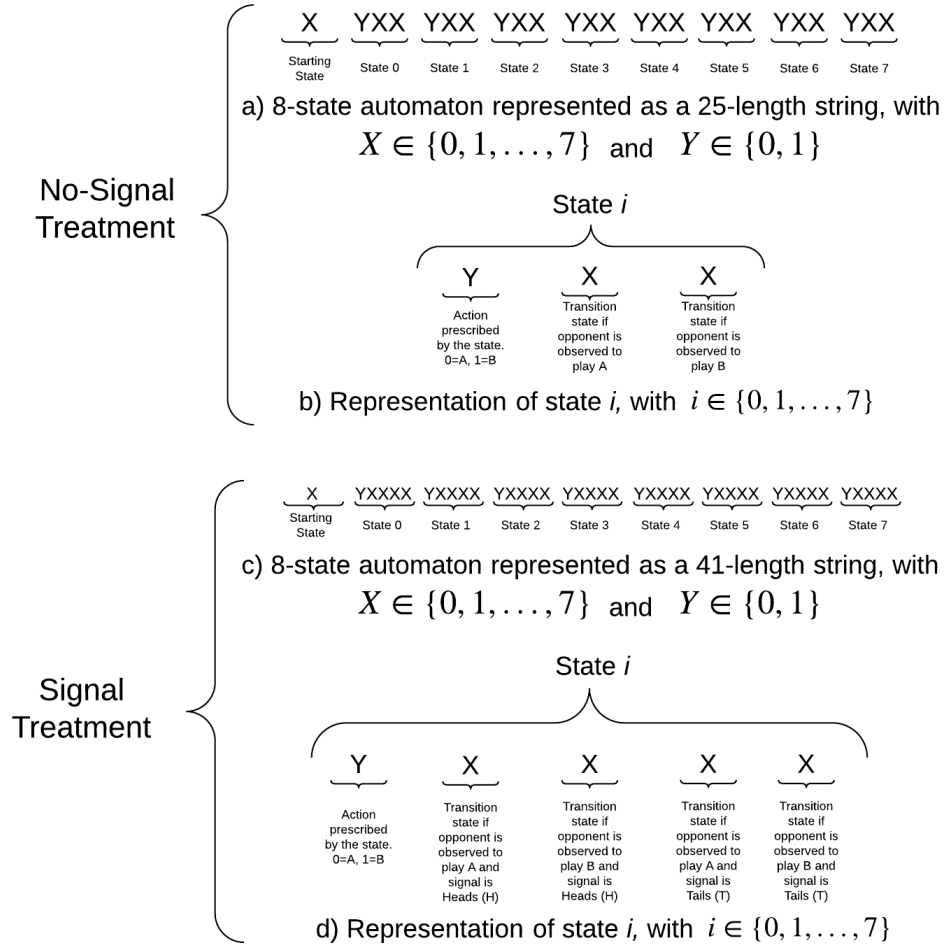 X YXX YXX YXX YXX YXX YXX YXX YXX
Starting State State 0 State 1 State 2 State 3 State 4 State 5 State 6 State 7
a) 8-state automaton represented as a 25-length string, with
X ∈ {0, 1, . . . , 7} and Y ∈ {0, 1}
No-Signal
Treatment
State i
Y X X
Action
prescribed
by the state.
0=A, 1=B
Transition
state if
opponent is
observed to
play A
Transition
state if
opponent is
observed to
play B
b) Representation of state i, with i ∈ {0, 1, . . . , 7}
X YXXXX YXXXX YXXXX YXXXX YXXXX YXXXX YXXXX YXXXX
Starting State State 0 State 1 State 2 State 3 State 4 State 5 State 6 State 7
c) 8-state automaton represented as a 41-length string, with
X ∈ {0, 1, . . . , 7} and Y ∈ {0, 1}
Signal
Treatment
State i
Y X X X X
Action
prescribed
by the state.
0=A, 1=B
Transition
state if
opponent is
observed to
play A and
signal is
Heads (H)
Transition
state if
opponent is
observed to
play B and
signal is
Heads (H)
Transition
state if
opponent is
observed to
play A and
signal is
Tails (T)
Transition
state if
opponent is
observed to
play B and
signal is
Tails (T)
d) Representation of state i, with i ∈ {0, 1, . . . , 7}